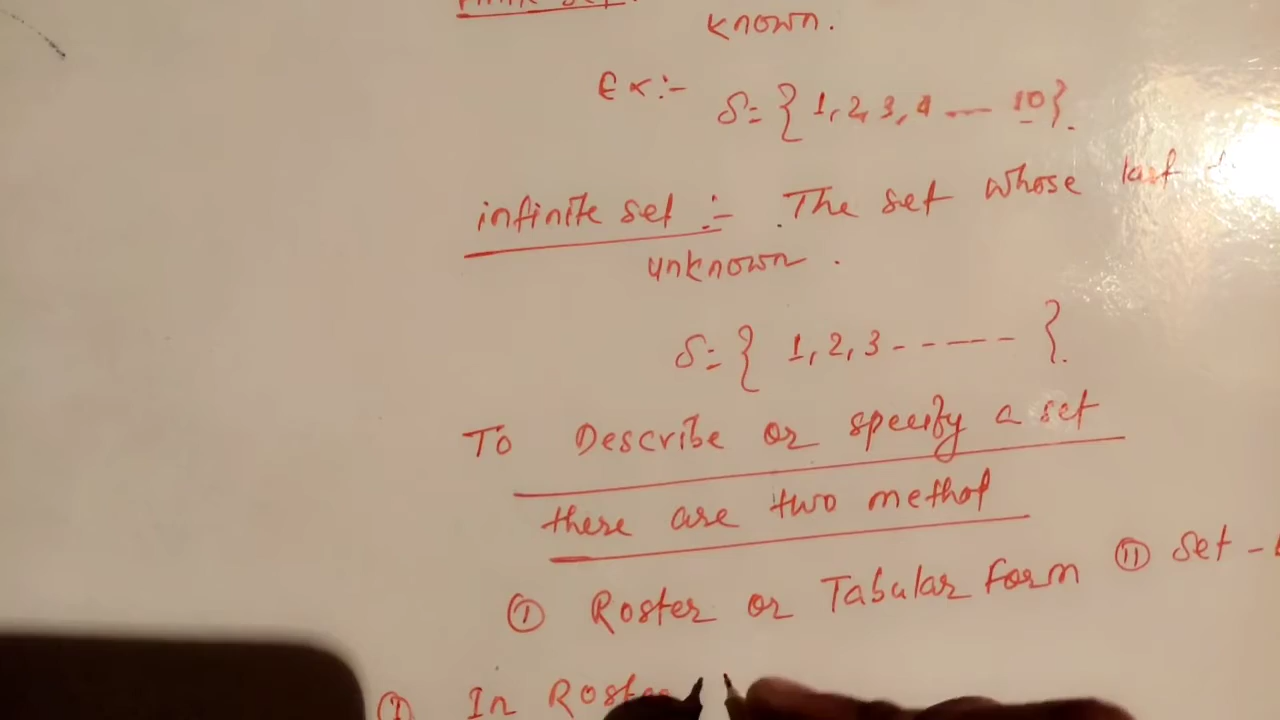 known.
Ex:- S={1,2,3,4 — 10}.
infinite set :- The set whose last
unknown.
S={ 1,2,3------ }.
To Describe or specify a set
there are two method
① Roster or Tabular form ② Set -
① In Roster